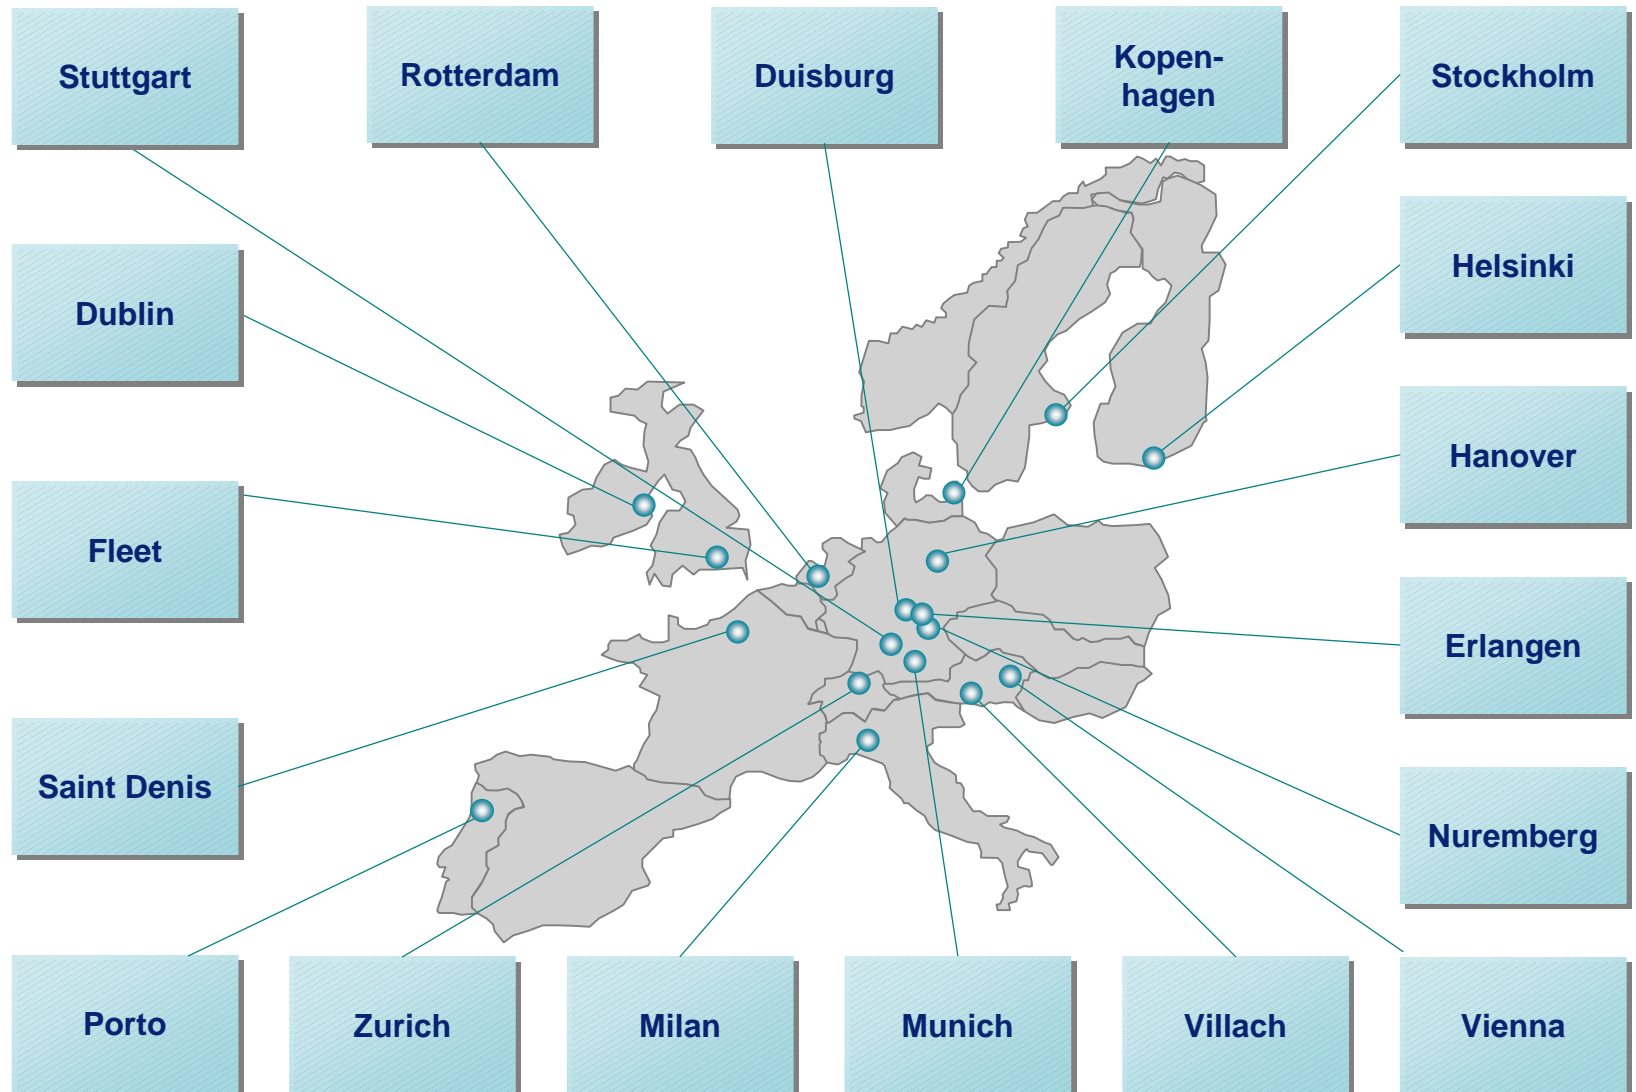 Stuttgart
Rotterdam
Duisburg
Kopen-
hagen
Stockholm
Dublin
Helsinki
Hanover
Fleet
Erlangen
Saint Denis
Nuremberg
Porto
Zurich
Milan
Munich
Villach
Vienna